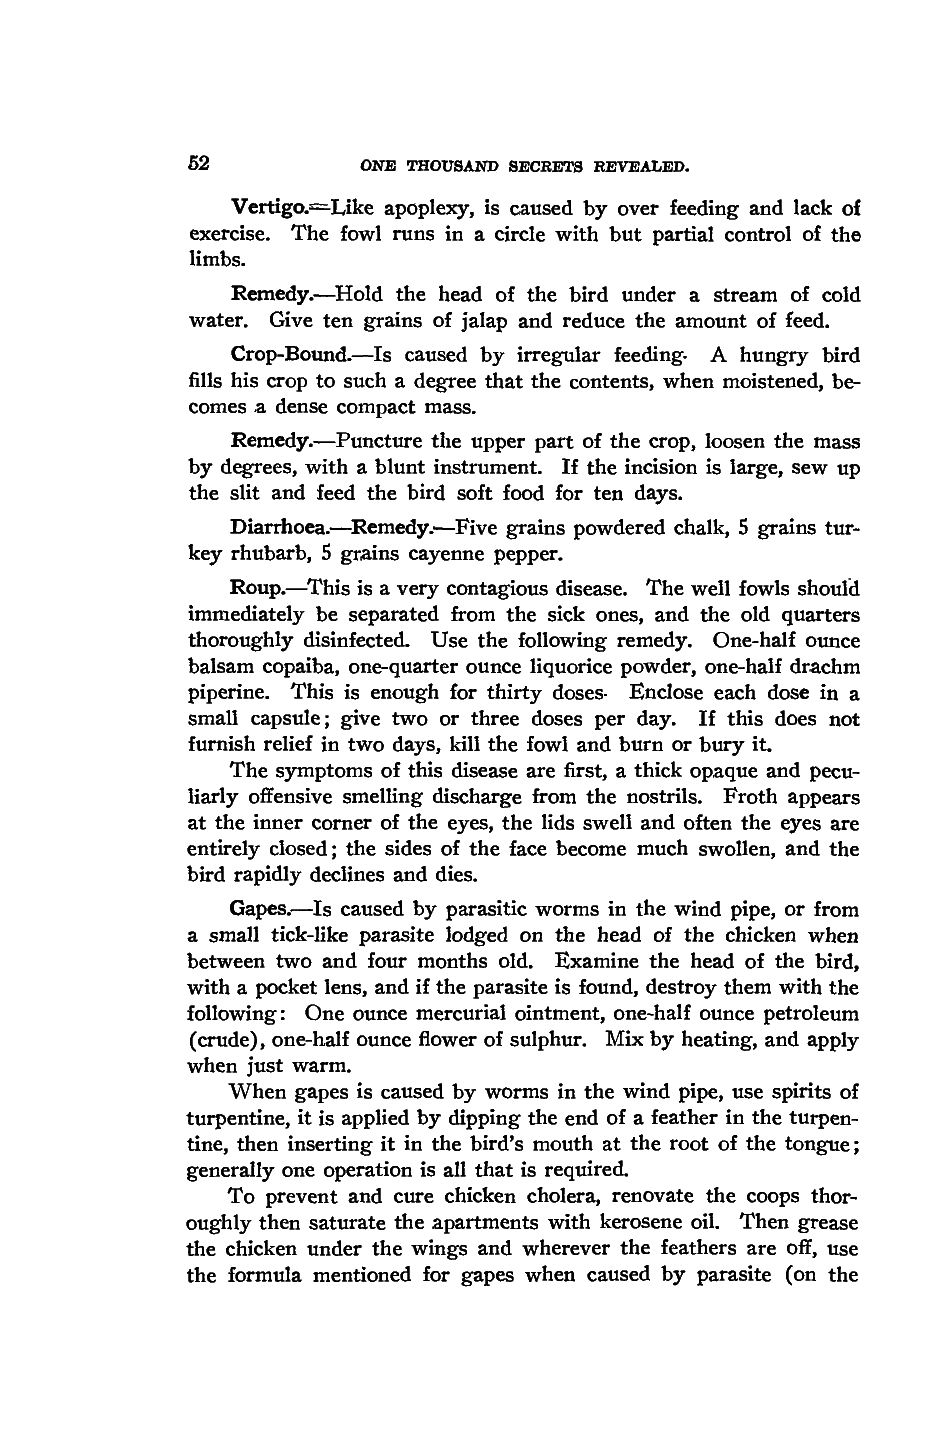 52 ONE THOUSAND SECRETS REVEALED.
Vertigo.—Like apoplexy, is caused by over feeding and lack of
exercise. The fowl runs in a circle with but partial control of the
limbs.
Remedy.—Hold the head of the bird under a stream of cold
water. Give ten grains of jalap and reduce the amount of feed.
Crop-Bound.—Is caused by irregular feeding. A hungry bird
fills his crop to such a degree that the contents, when moistened, be-
comes a dense compact mass.
Remedy.—Puncture the upper part of the crop, loosen the mass
by degrees, with a blunt instrument. If the incision is large, sew up
the slit and feed the bird soft food for ten days.
Diarrhoea.—Remedy.—Five grains powdered chalk, 5 grains tur-
key rhubarb, 5 grains cayenne pepper.
Roup.—This is a very contagious disease. The well fowls should
immediately be separated from the sick ones, and the old quarters
thoroughly disinfected. Use the following remedy. One-half ounce
balsam copaiba, one-quarter ounce liquorice powder, one-half drachm
piperine. This is enough for thirty doses. Enclose each dose in a
small capsule; give two or three doses per day. If this does not
furnish relief in two days, kill the fowl and burn or bury it.
The symptoms of this disease are first, a thick opaque and pecu-
liarly offensive smelling discharge from the nostrils. Froth appears
at the inner corner of the eyes, the lids swell and often the eyes are
entirely closed; the sides of the face become much swollen, and the
bird rapidly declines and dies.
Gapes.—Is caused by parasitic worms in the wind pipe, or from
a small tick-like parasite lodged on the head of the chicken when
between two and four months old. Examine the head of the bird,
with a pocket lens, and if the parasite is found, destroy them with the
following: One ounce mercurial ointment, one-half ounce petroleum
(crude), one-half ounce flower of sulphur. Mix by heating, and apply
when just warm.
When gapes is caused by worms in the wind pipe, use spirits of
turpentine, it is applied by dipping the end of a feather in the turpen-
tine, then inserting it in the bird's mouth at the root of the tongue;
generally one operation is all that is required.
To prevent and cure chicken cholera, renovate the coops thor-
oughly then saturate the apartments with kerosene oil. Then grease
the chicken under the wings and wherever the feathers are off, use
the formula mentioned for gapes when caused by parasite (on the